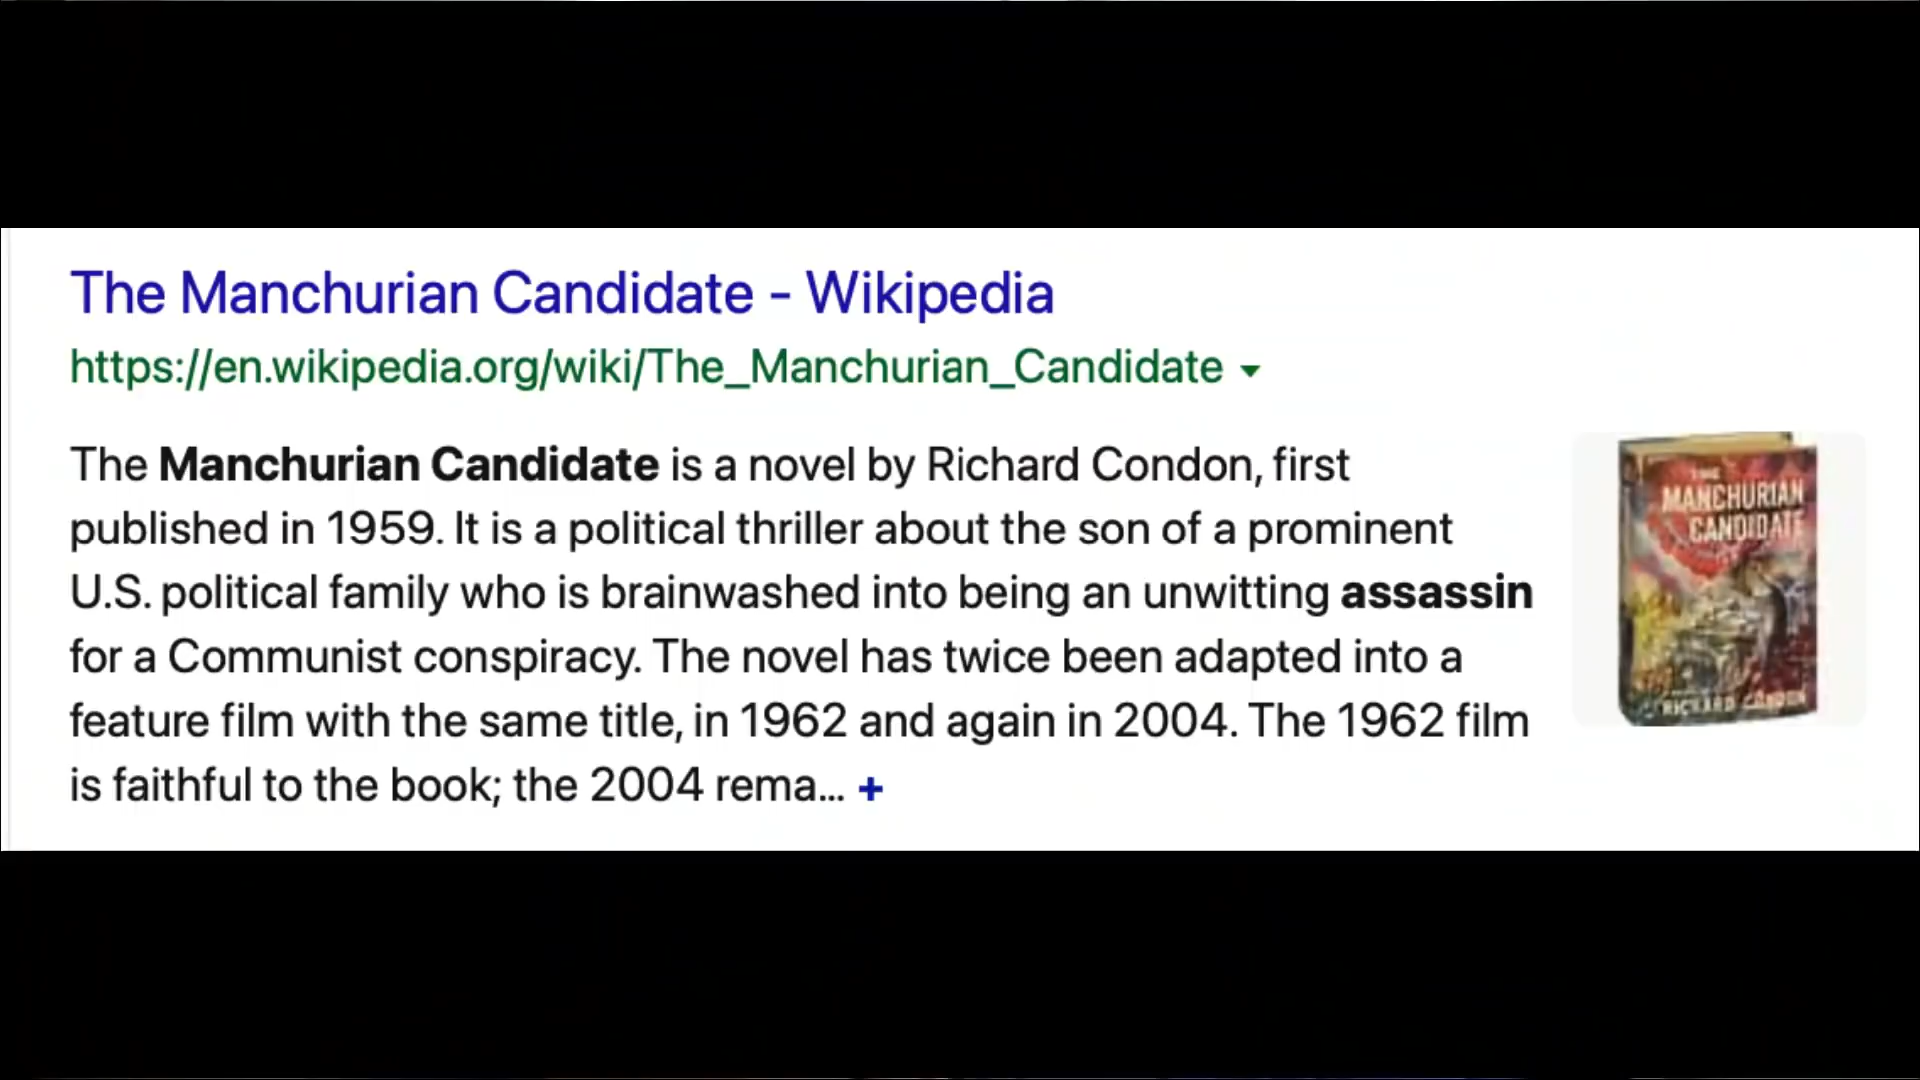 The Manchurian Candidate - Wikipedia
https://en.wikipedia.org/wiki/The_Manchurian_Candidate
The Manchurian Candidate is a novel by Richard Condon, first
published in 1959. It is a political thriller about the son of a prominent
U.S. political family who is brainwashed into being an unwitting assassin
for a Communist conspiracy. The novel has twice been adapted into a
feature film with the same title, in 1962 and again in 2004. The 1962 film
is faithful to the book; the 2004 rema... +
THE
MANCHURIAN
CANDIDATE
RICHARD CONDON